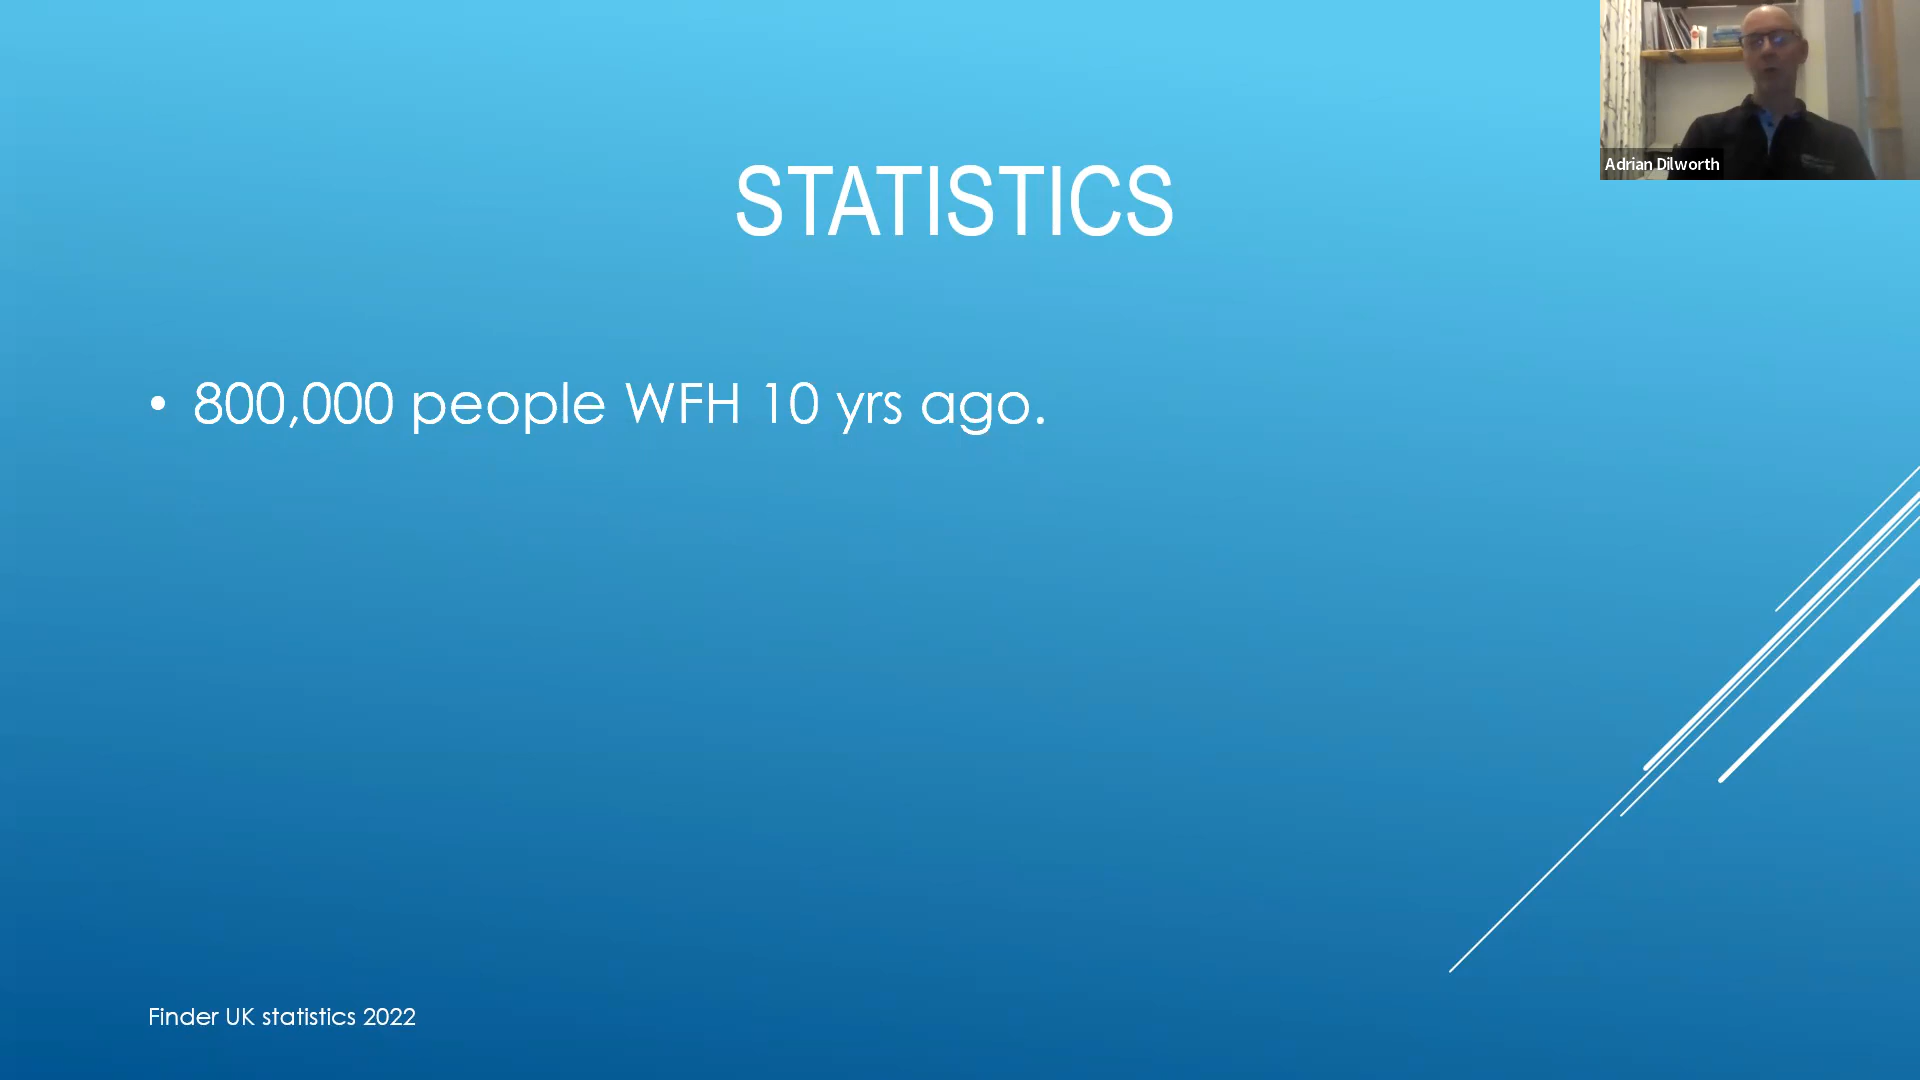 STATISTICS
• 800,000 people WFH 10 yrs ago.
Finder UK statistics 2022
Adrian Dilworth